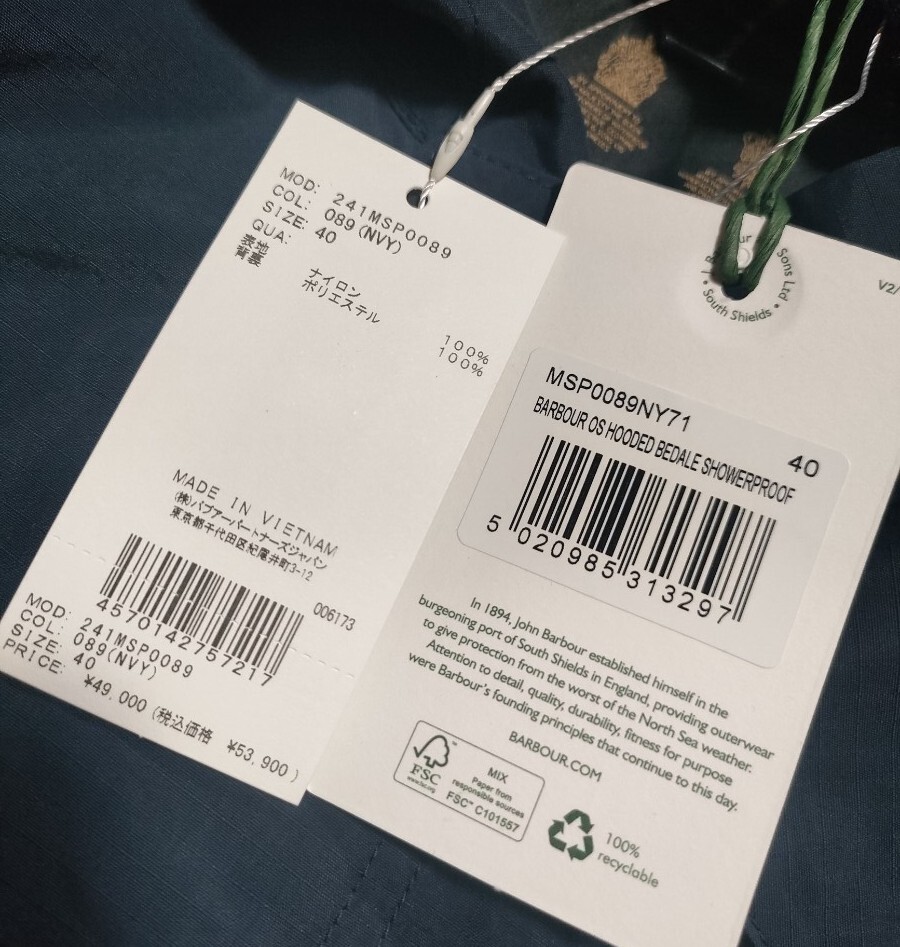 MOD: 241MSP0089
COL: 089(NVY)
SIZE: 40
QUA:
表地 ナイロン 100%
背裏 ポリエステル 100%
MADE IN VIETNAM
(株)バブアーパートナーズジャパン
東京都千代田区紀尾井町3-12
006173
4570142757217
MOD: 241MSP0089
COL: 089(NVY)
SIZE: 40
PRICE: ¥49,000 (税込価格 ¥53,900)
Sons Ltd
South Shields
V2/
MSP0089NY71
BARBOUR OS HOODED BEDALE SHOWERPROOF
40
5 020985 313297
In 1894, John Barbour established himself in the
burgeoning port of South Shields in England, providing outerwear
to give protection from the worst of the North Sea weather.
Attention to detail, quality, durability, fitness for purpose
were Barbour's founding principles that continue to this day.
BARBOUR.COM
FSC™
www.fsc.org
MIX
Paper from
responsible sources
FSC™ C101557
100%
recyclable